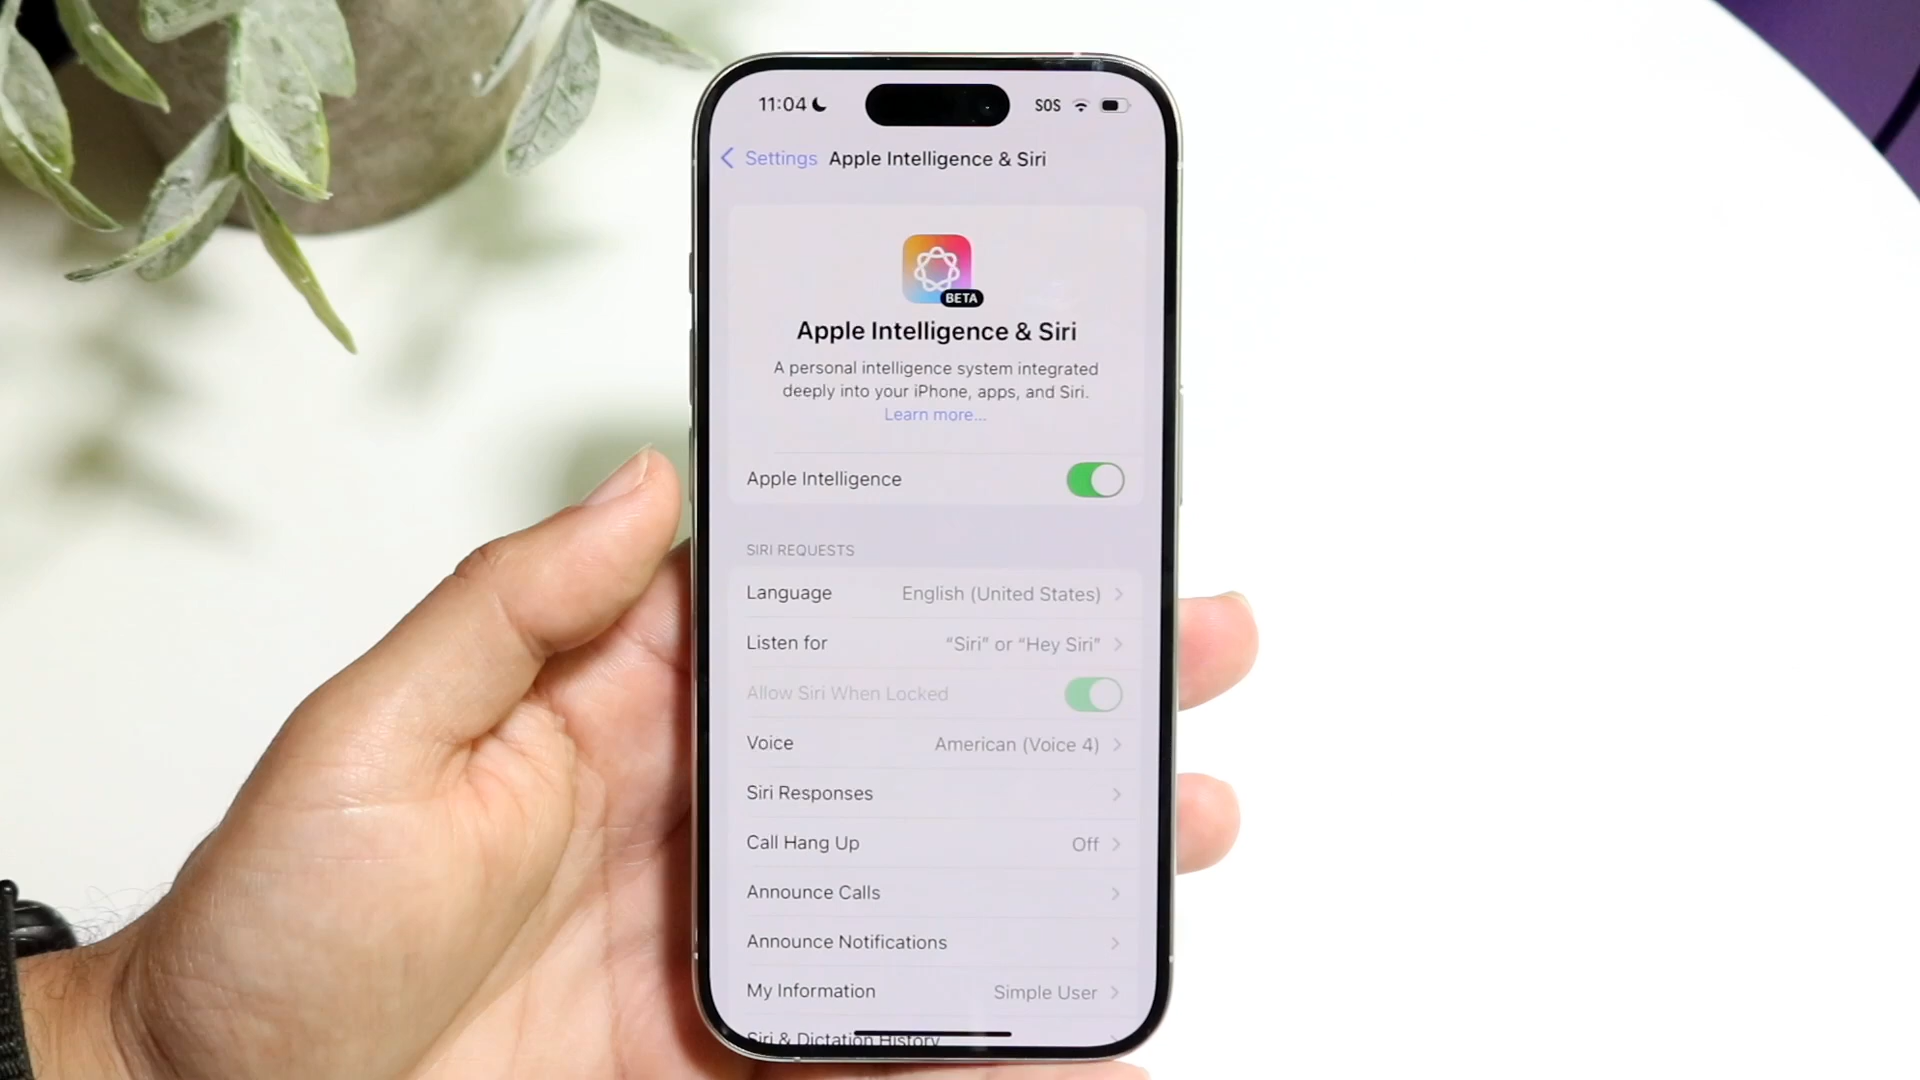 11:04 SOS
Settings Apple Intelligence & Siri
BETA
Apple Intelligence & Siri
A personal intelligence system integrated
deeply into your iPhone, apps, and Siri.
Learn more...
Apple Intelligence
SIRI REQUESTS
Language English (United States)
Listen for “Siri” or “Hey Siri”
Allow Siri When Locked
Voice American (Voice 4)
Siri Responses
Call Hang Up Off
Announce Calls
Announce Notifications
My Information Simple User
Siri & Dictation History